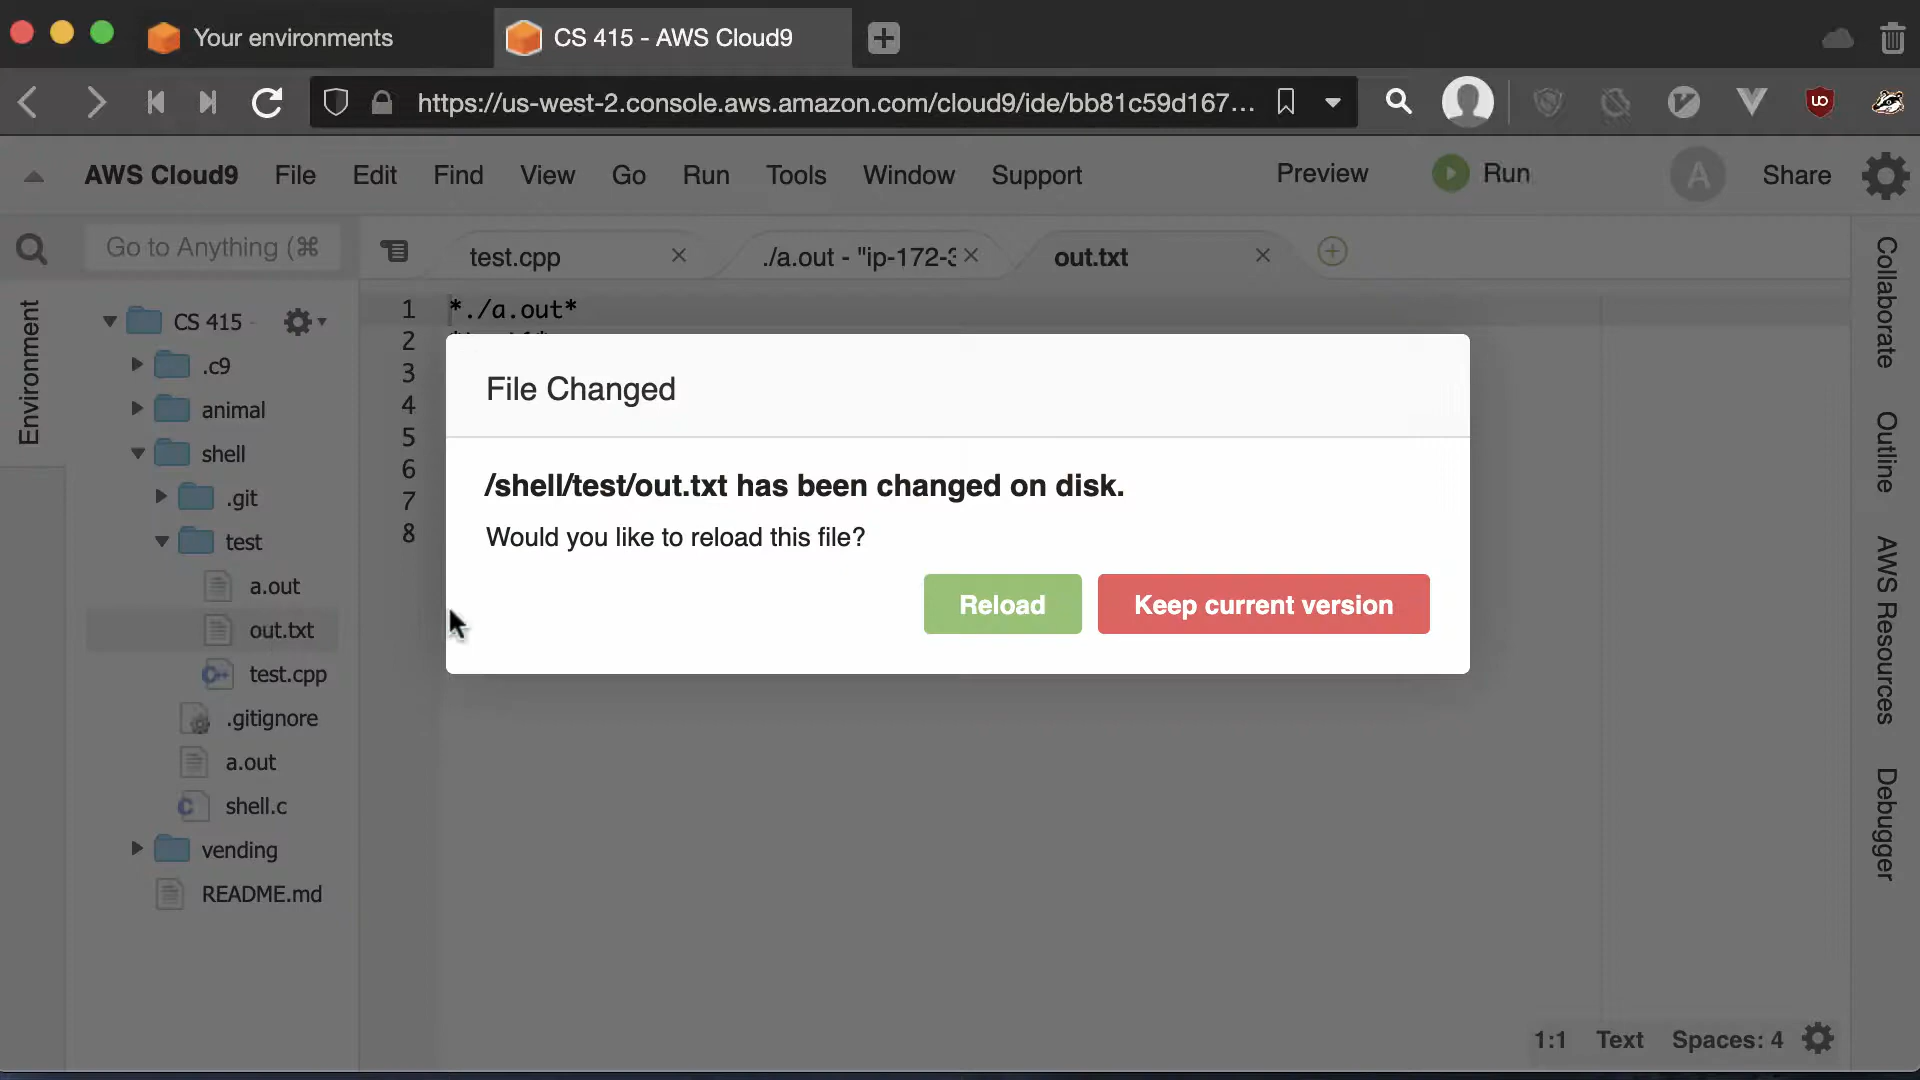 Your environments
CS 415 - AWS Cloud9
https://us-west-2.console.aws.amazon.com/cloud9/ide/bb81c59d167...
AWS Cloud9 File Edit Find View Go Run Tools Window Support Preview Run A Share
Go to Anything (⌘
test.cpp
./a.out - "ip-172-3
out.txt
Environment
CS 415 -
.c9
animal
shell
.git
test
a.out
out.txt
test.cpp
.gitignore
a.out
shell.c
vending
README.md
1 *./a.out*
2
3
4
5
6
7
8
File Changed
/shell/test/out.txt has been changed on disk.
Would you like to reload this file?
Reload
Keep current version
Collaborate
Outline
AWS Resources
Debugger
1:1 Text Spaces: 4